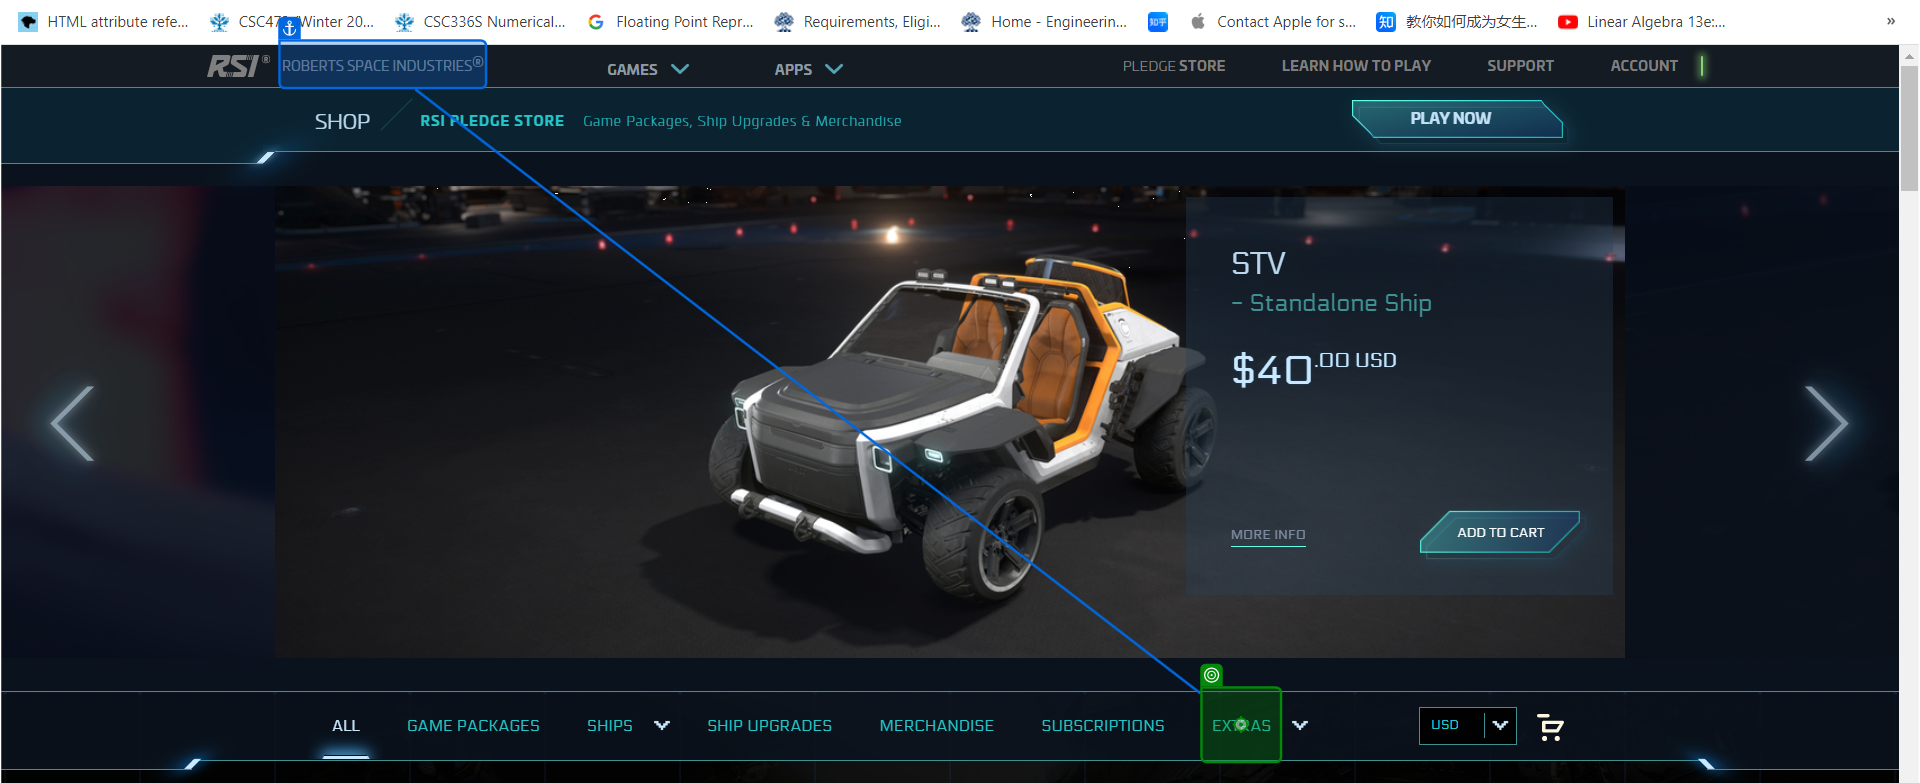 HTML attribute refe...
Winter 20...
CSC336S Numerical...
Floating Point Repr...
Requirements, Eligi...
Home - Engineerin...
知乎
Contact Apple for s...
知
教你如何成为女生...
Linear Algebra 13e:...
»
RSI®
ROBERTS SPACE INDUSTRIES®
GAMES
APPS
PLEDGE STORE
LEARN HOW TO PLAY
SUPPORT
ACCOUNT
SHOP
RSI PLEDGE STORE
Game Packages, Ship Upgrades & Merchandise
PLAY NOW
STV
- Standalone Ship
$40.00 USD
MORE INFO
ADD TO CART
ALL
GAME PACKAGES
SHIPS
SHIP UPGRADES
MERCHANDISE
SUBSCRIPTIONS
EXTRAS
USD